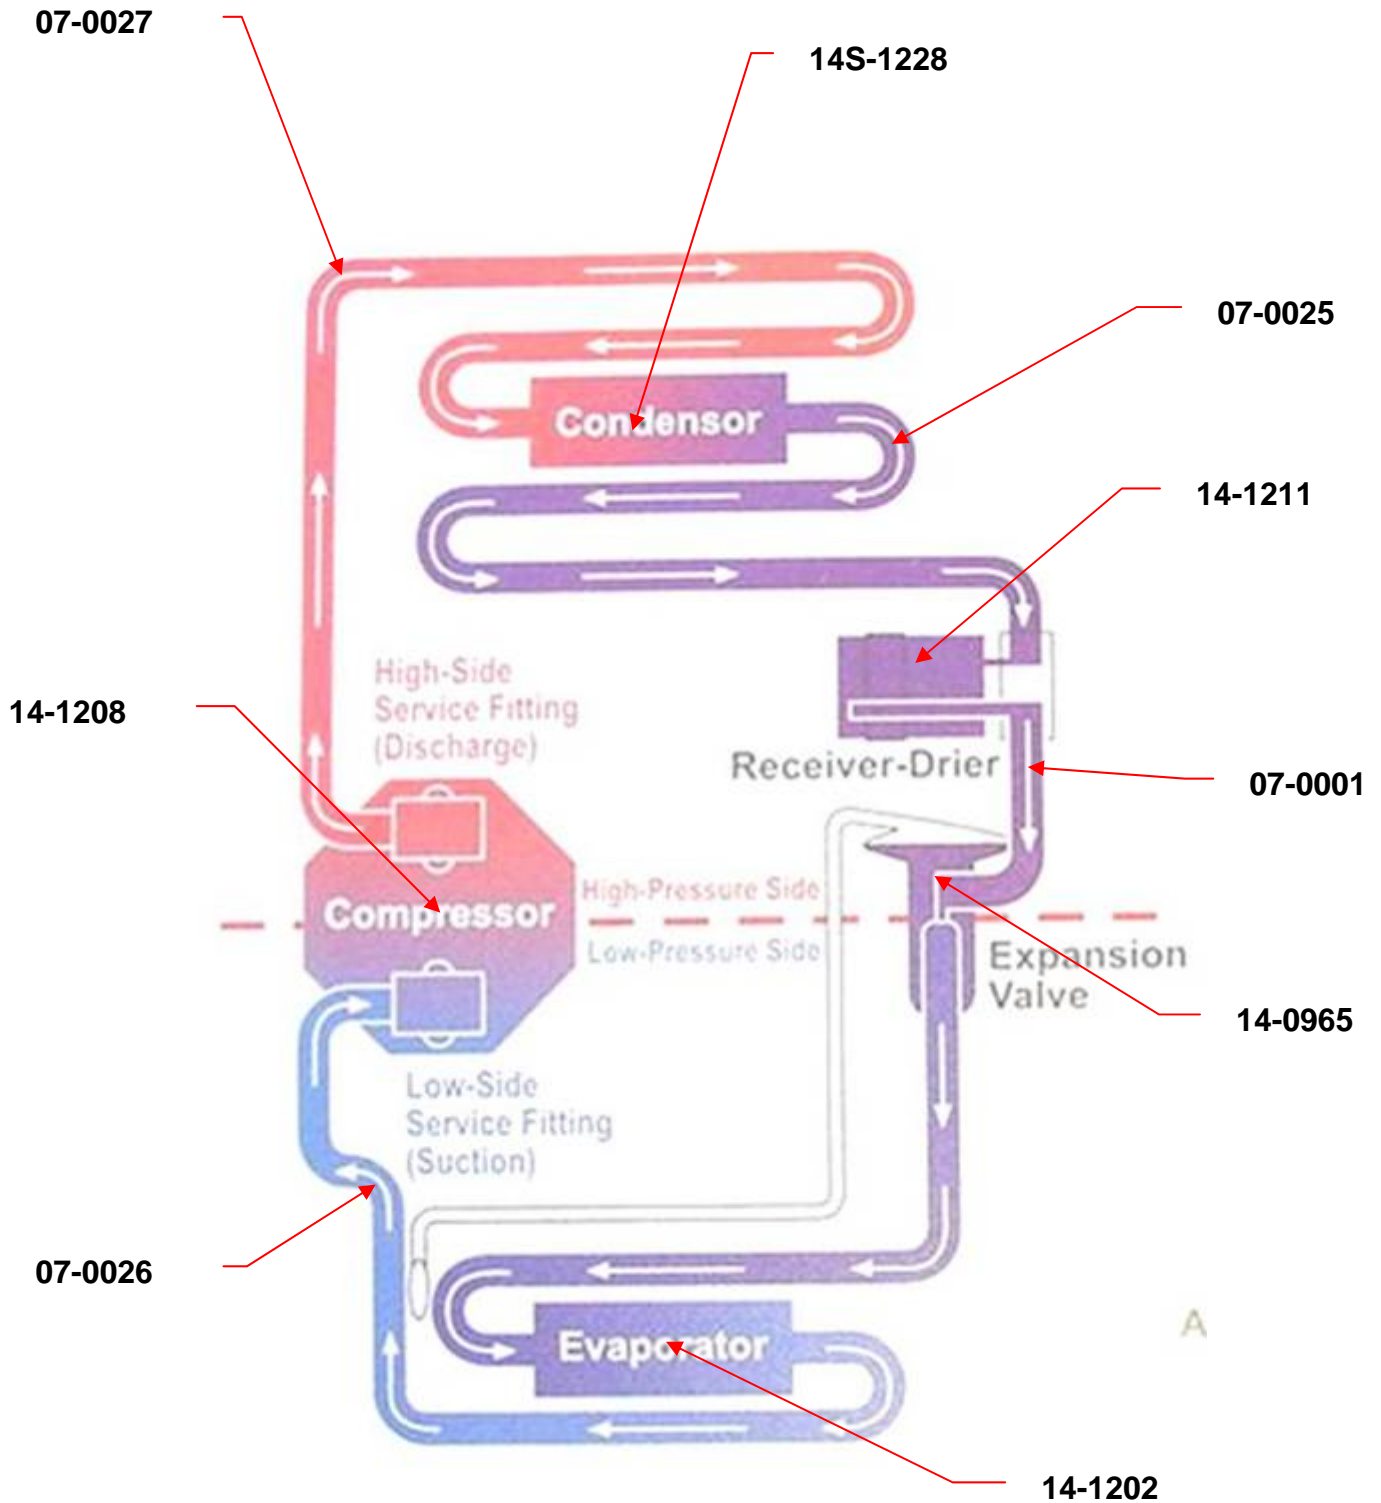 07-0027
14S-1228
07-0025
Condensor
14-1211
High-Side
Service Fitting
(Discharge)
14-1208
Receiver-Drier
07-0001
High-Pressure Side
Compressor
Low-Pressure Side
Expansion
Valve
14-0965
Low-Side
Service Fitting
(Suction)
07-0026
A
Evaporator
14-1202